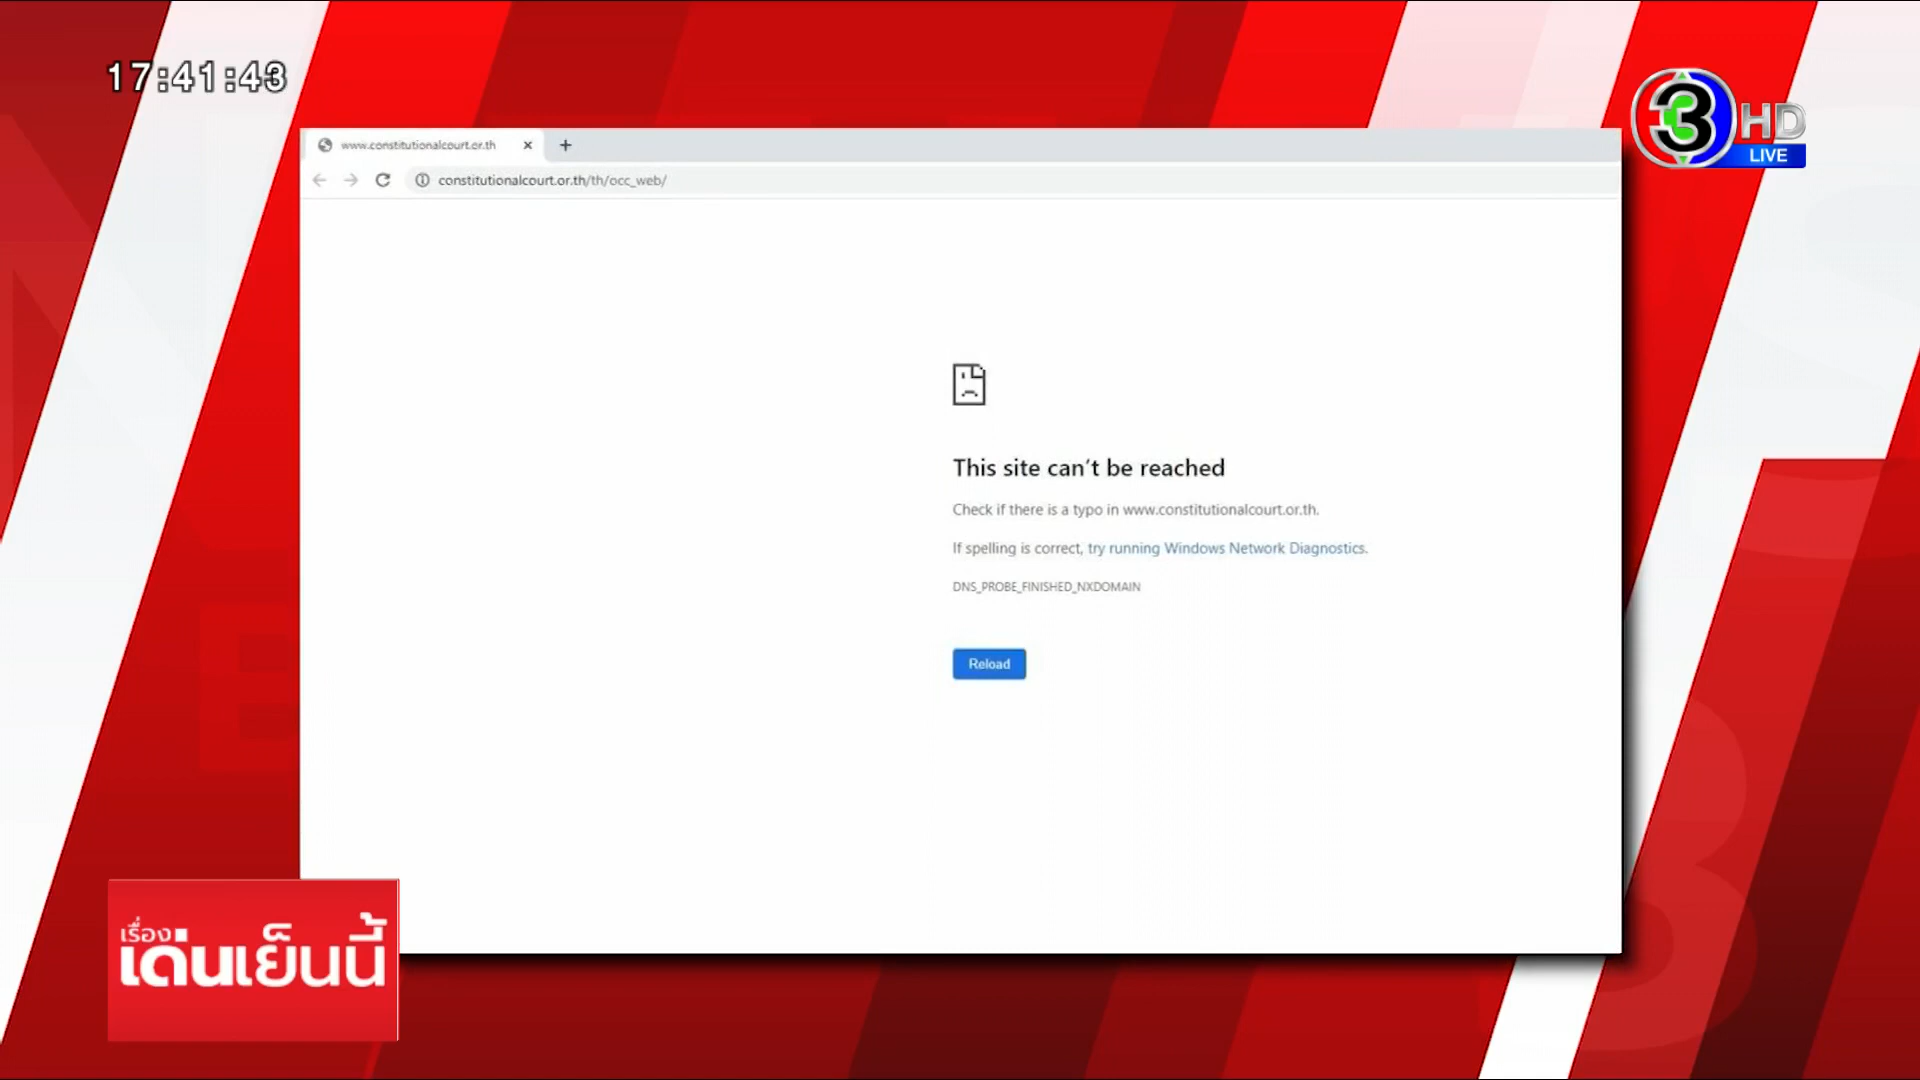 17:41:43
3 HD
LIVE
www.constitutionalcourt.or.th
constitutionalcourt.or.th/th/occ_web/
This site can't be reached
Check if there is a typo in www.constitutionalcourt.or.th.
If spelling is correct, try running Windows Network Diagnostics.
DNS_PROBE_FINISHED_NXDOMAIN
Reload
เรื่อง
เด่นเย็นนี้